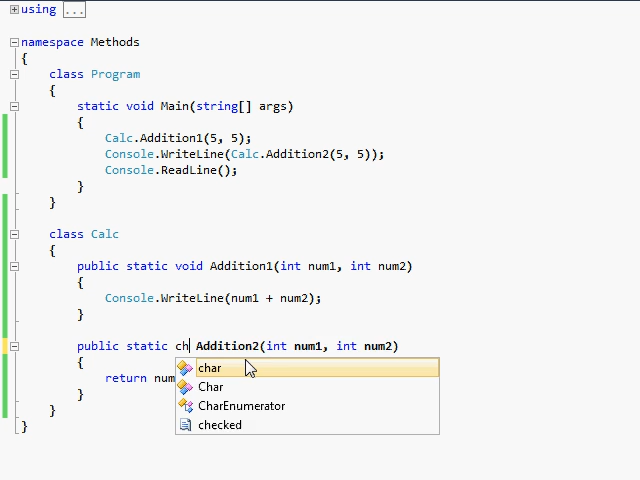 using ...
namespace Methods
{
class Program
{
static void Main(string[] args)
{
Calc.Addition1(5, 5);
Console.WriteLine(Calc.Addition2(5, 5));
Console.ReadLine();
}
}
class Calc
{
public static void Addition1(int num1, int num2)
{
Console.WriteLine(num1 + num2);
}
public static ch Addition2(int num1, int num2)
{
char
return num
Char
}
CharEnumerator
}
checked
}